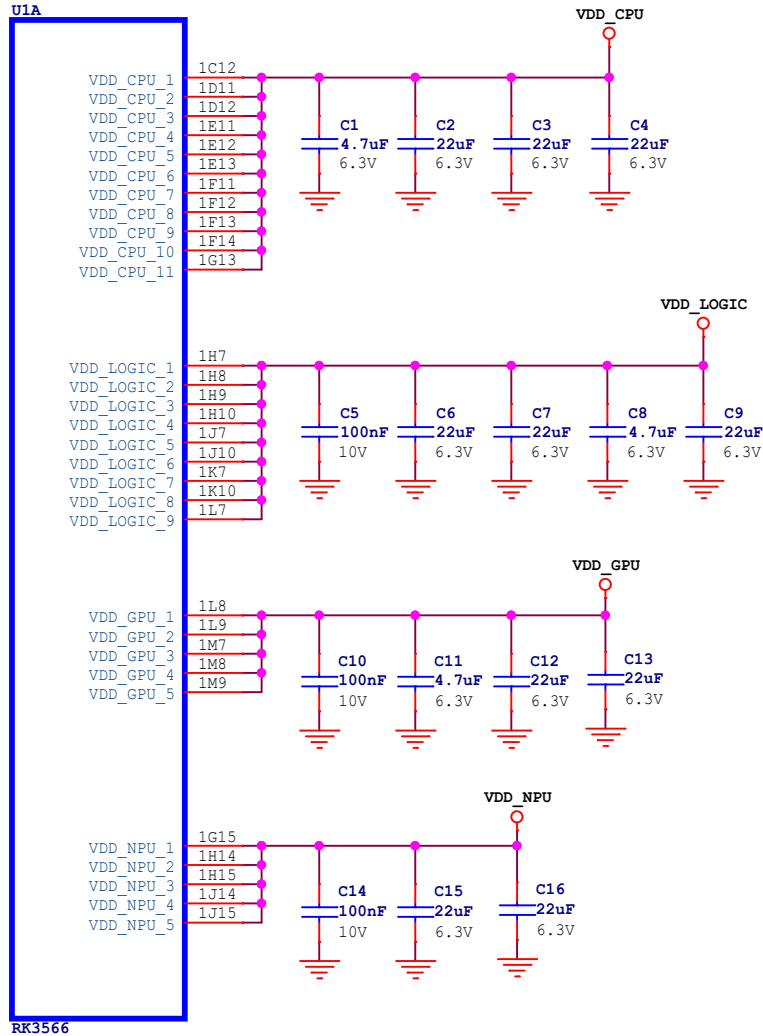 U1A
VDD_CPU
VDD_CPU_1 1C12
VDD_CPU_2 1D11
VDD_CPU_3 1D12
VDD_CPU_4 1E11
VDD_CPU_5 1E12
VDD_CPU_6 1E13
VDD_CPU_7 1F11
VDD_CPU_8 1F12
VDD_CPU_9 1F13
VDD_CPU_10 1F14
VDD_CPU_11 1G13
C1 C2 C3 C4
4.7uF 22uF 22uF 22uF
6.3V 6.3V 6.3V 6.3V
VDD_LOGIC
VDD_LOGIC_1 1H7
VDD_LOGIC_2 1H8
VDD_LOGIC_3 1H9
VDD_LOGIC_4 1H10
VDD_LOGIC_5 1J7
VDD_LOGIC_6 1J10
VDD_LOGIC_7 1K7
VDD_LOGIC_8 1K10
VDD_LOGIC_9 1L7
C5 C6 C7 C8 C9
100nF 22uF 22uF 4.7uF 22uF
10V 6.3V 6.3V 6.3V 6.3V
VDD_GPU
VDD_GPU_1 1L8
VDD_GPU_2 1L9
VDD_GPU_3 1M7
VDD_GPU_4 1M8
VDD_GPU_5 1M9
C10 C11 C12 C13
100nF 4.7uF 22uF 22uF
10V 6.3V 6.3V 6.3V
VDD_NPU
VDD_NPU_1 1G15
VDD_NPU_2 1H14
VDD_NPU_3 1H15
VDD_NPU_4 1J14
VDD_NPU_5 1J15
C14 C15 C16
100nF 22uF 22uF
10V 6.3V 6.3V
RK3566